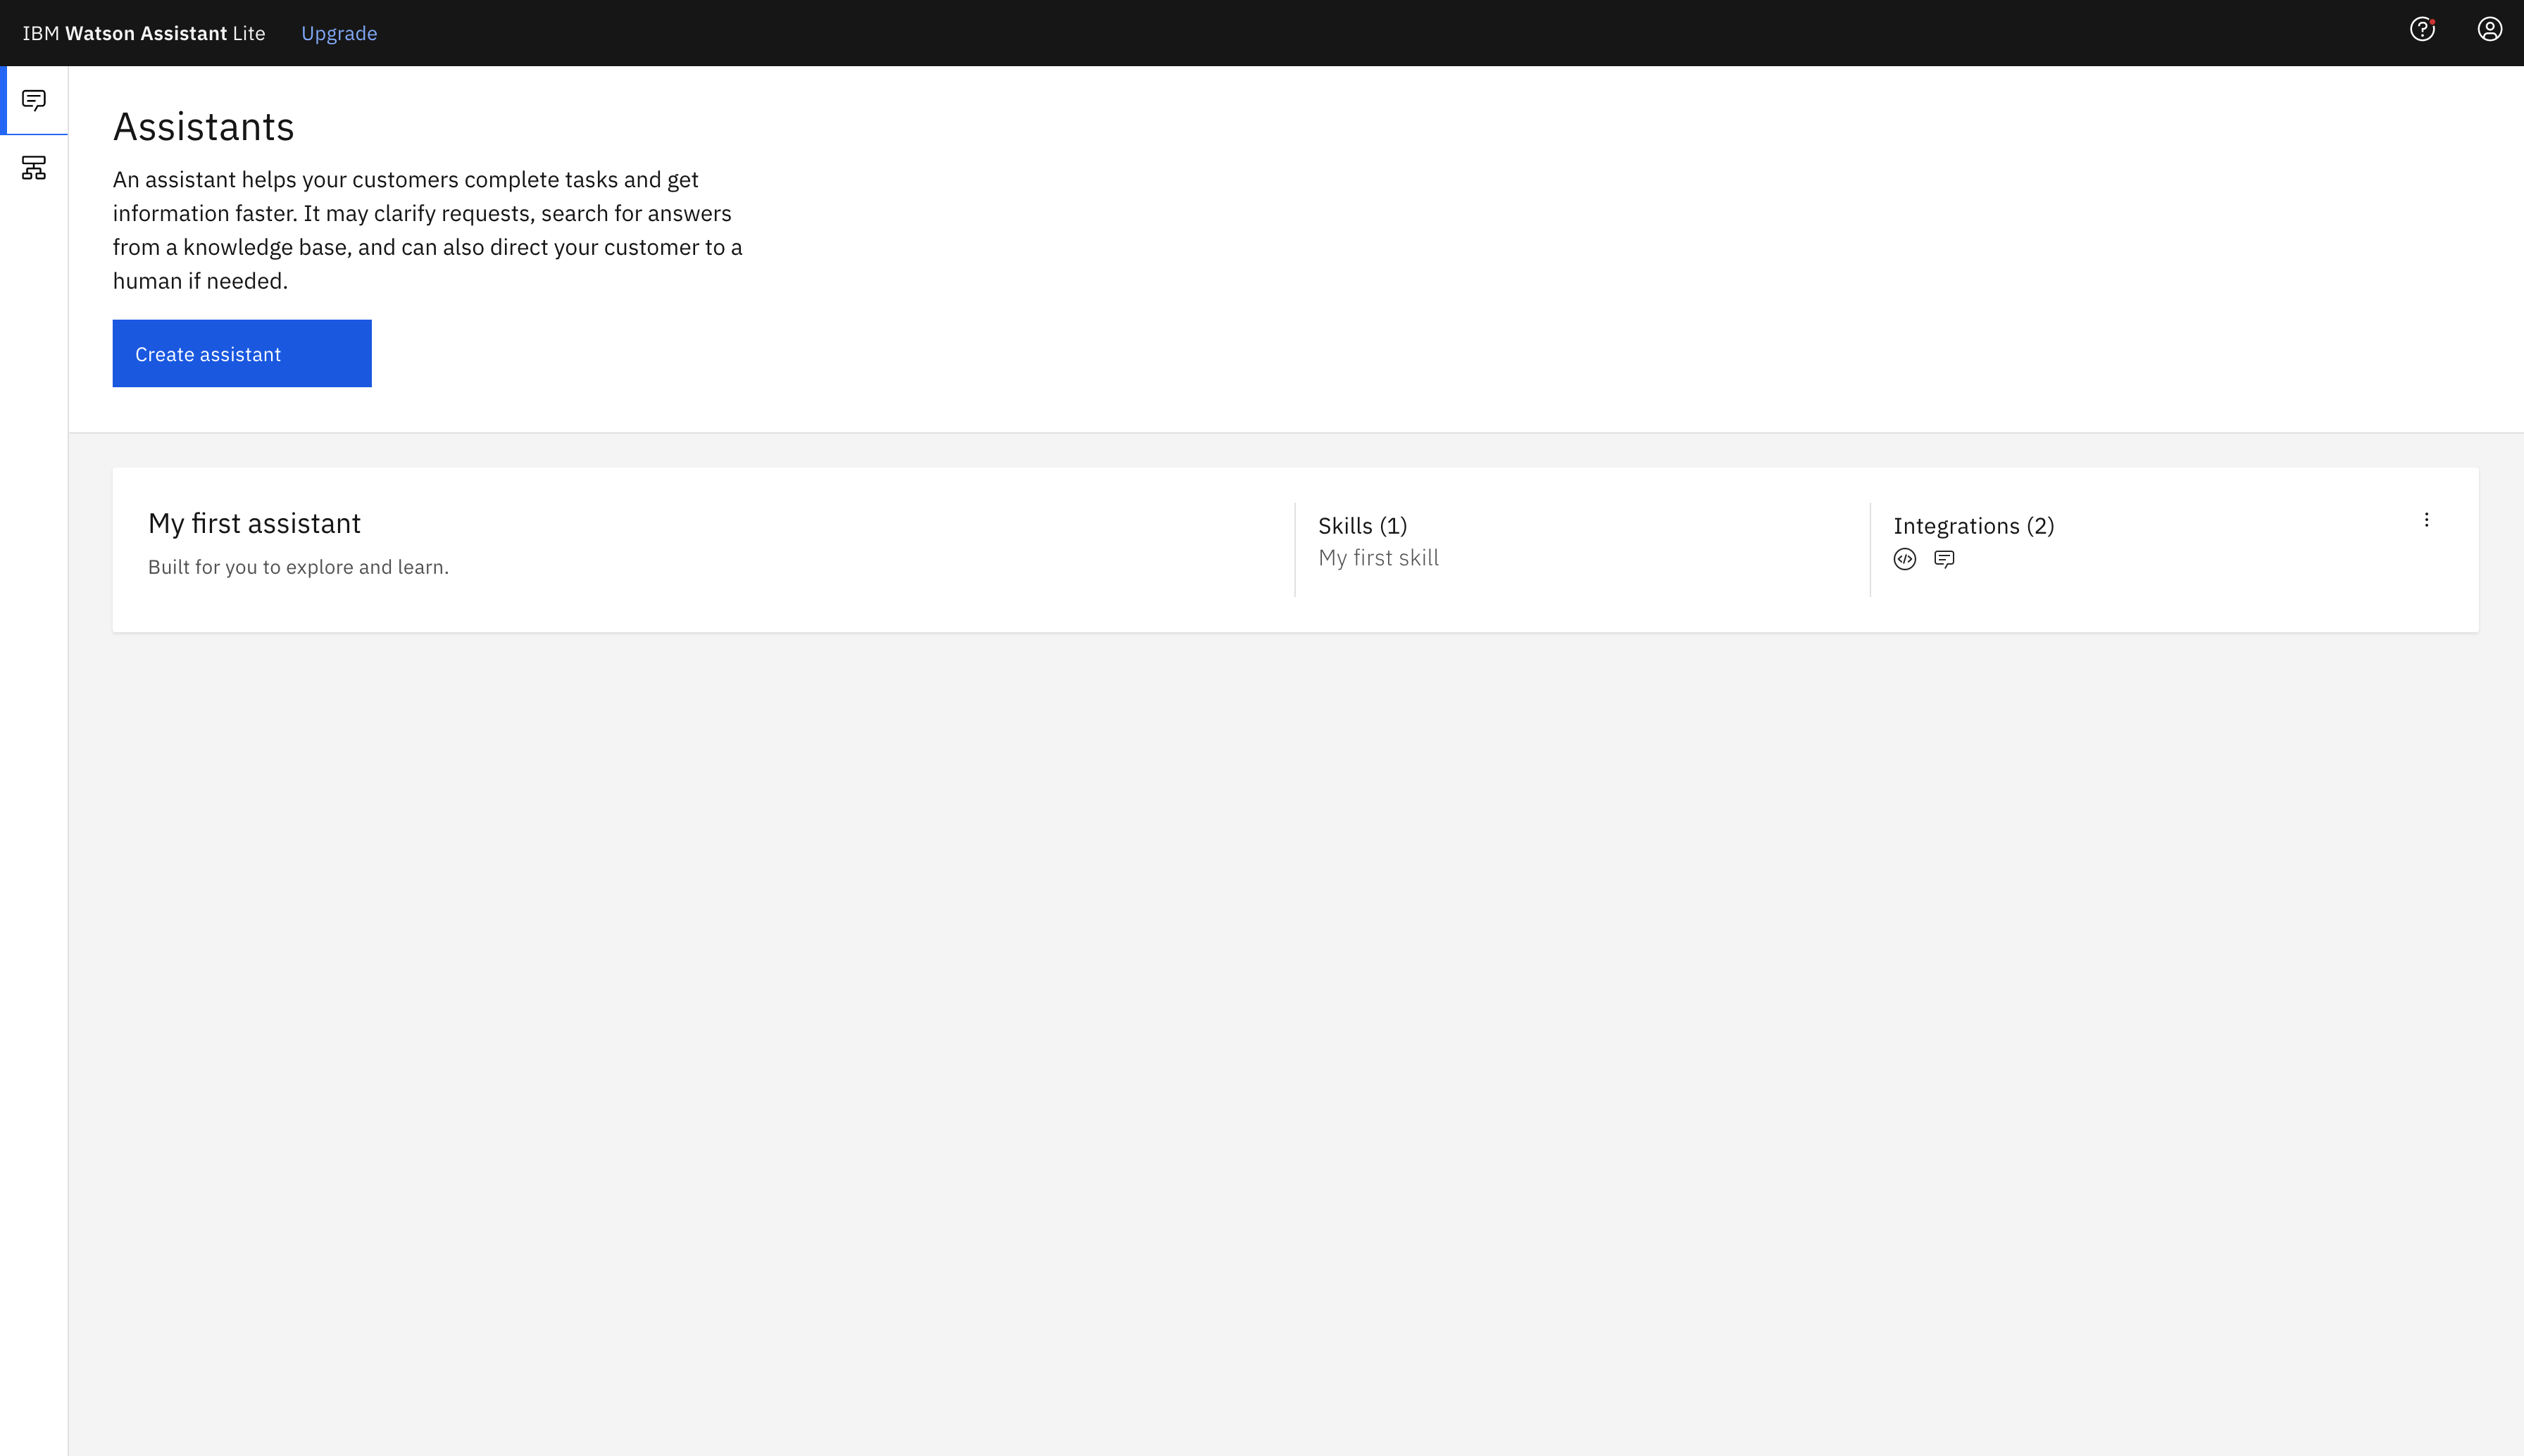 IBM Watson Assistant Lite
Upgrade
Assistants
An assistant helps your customers complete tasks and get
information faster. It may clarify requests, search for answers
from a knowledge base, and can also direct your customer to a
human if needed.
Create assistant
My first assistant
Built for you to explore and learn.
Skills (1)
My first skill
Integrations (2)